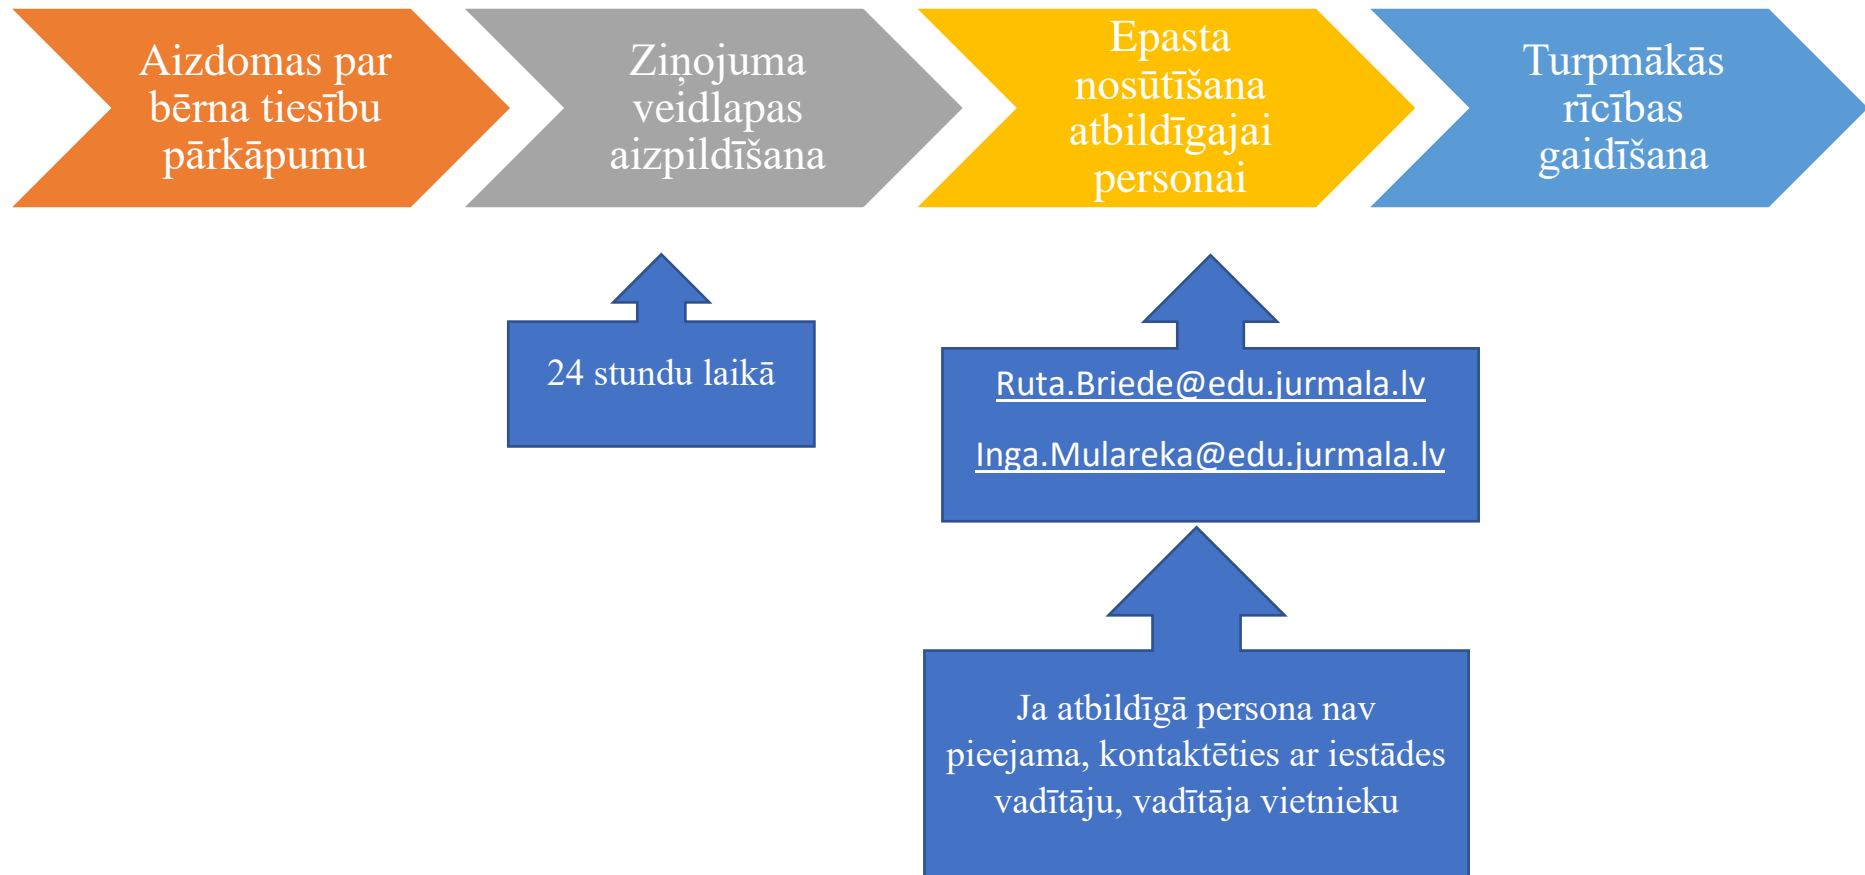 Aizdomas par
bērna tiesību
pārkāpumu
Ziņojuma
veidlapas
aizpildīšana
Epasta
nosūtīšana
atbildīgajai
personai
Turpmākās
rīcības
gaidīšana
24 stundu laikā
Ruta.Briede@edu.jurmala.lv
Inga.Mulareka@edu.jurmala.lv
Ja atbildīgā persona nav
pieejama, kontaktēties ar iestādes
vadītāju, vadītāja vietnieku